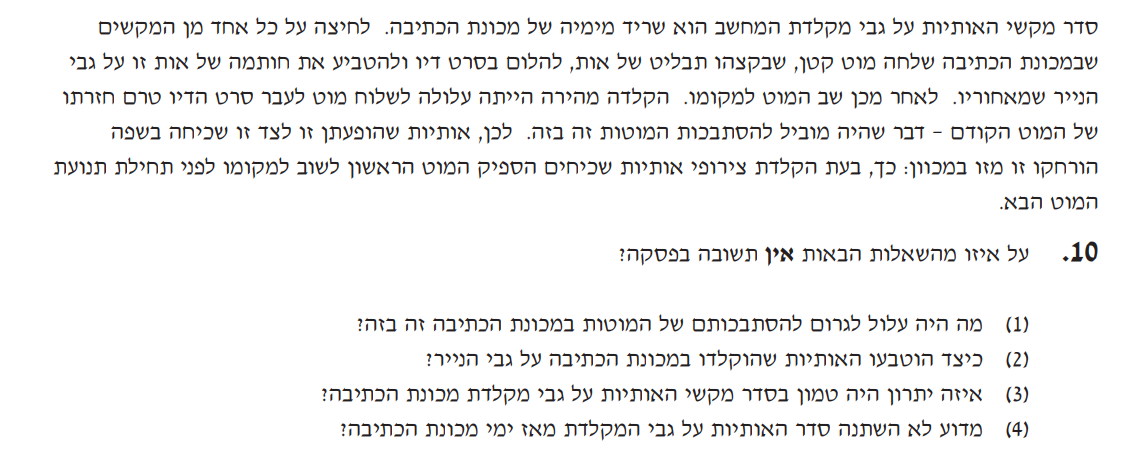 סדר מקשי האותיות על גבי מקלדת המחשב הוא שריד מימיה של מכונת הכתיבה. לחיצה על כל אחד מן המקשים
שבמכונת הכתיבה שלחה מוט קטן, שבקצהו תבליט של אות, להלום בסרט דיו ולהטביע את חותמה של אות זו על גבי
הנייר שמאחוריו. לאחר מכן שב המוט למקומו. הקלדה מהירה הייתה עלולה לשלוח מוט לעבר סרט הדיו טרם חזרתו
של המוט הקודם – דבר שהיה מוביל להסתבכות המוטות זה בזה. לכן, אותיות שהופעתן זו לצד זו שכיחה בשפה
הורחקו זו מזו במכוון: כך, בעת הקלדת צירופי אותיות שכיחים הספיק המוט הראשון לשוב למקומו לפני תחילת תנועת
המוט הבא.
10. על איזו מהשאלות הבאות אין תשובה בפסקה?
(1) מה היה עלול לגרום להסתבכותם של המוטות במכונת הכתיבה זה בזה?
(2) כיצד הוטבעו האותיות שהוקלדו במכונת הכתיבה על גבי הנייר?
(3) איזה יתרון היה טמון בסדר מקשי האותיות על גבי מקלדת מכונת הכתיבה?
(4) מדוע לא השתנה סדר האותיות על גבי המקלדת מאז ימי מכונת הכתיבה?